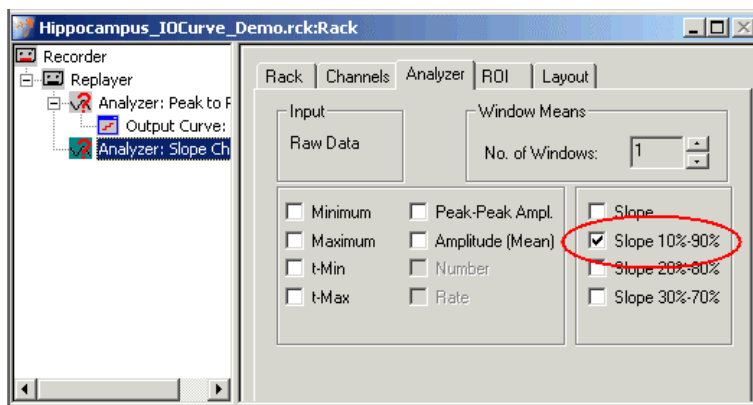 Hippocampus_IOCurve_Demo.rck:Rack
Recorder
Replayer
Analyzer: Peak to P
Output Curve:
Analyzer: Slope Ch
Rack Channels Analyzer ROI Layout
Input
Raw Data
Window Means
No. of Windows: 1
Minimum Peak-Peak Ampl. Slope
Maximum Amplitude (Mean) Slope 10%-90%
t-Min Number Slope 20%-80%
t-Max Rate Slope 30%-70%